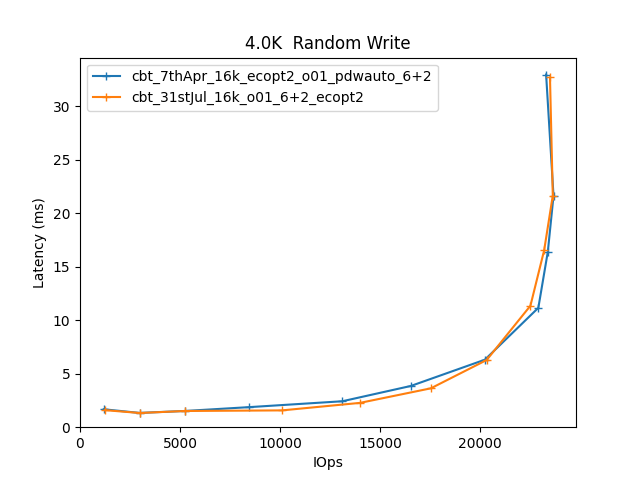 4.0K  Random Write
cbt_7thApr_16k_ecopt2_o01_pdwauto_6+2
cbt_31stJul_16k_o01_6+2_ecopt2
Latency (ms)
30
25
20
15
10
5
0
0 5000 10000 15000 20000
IOps